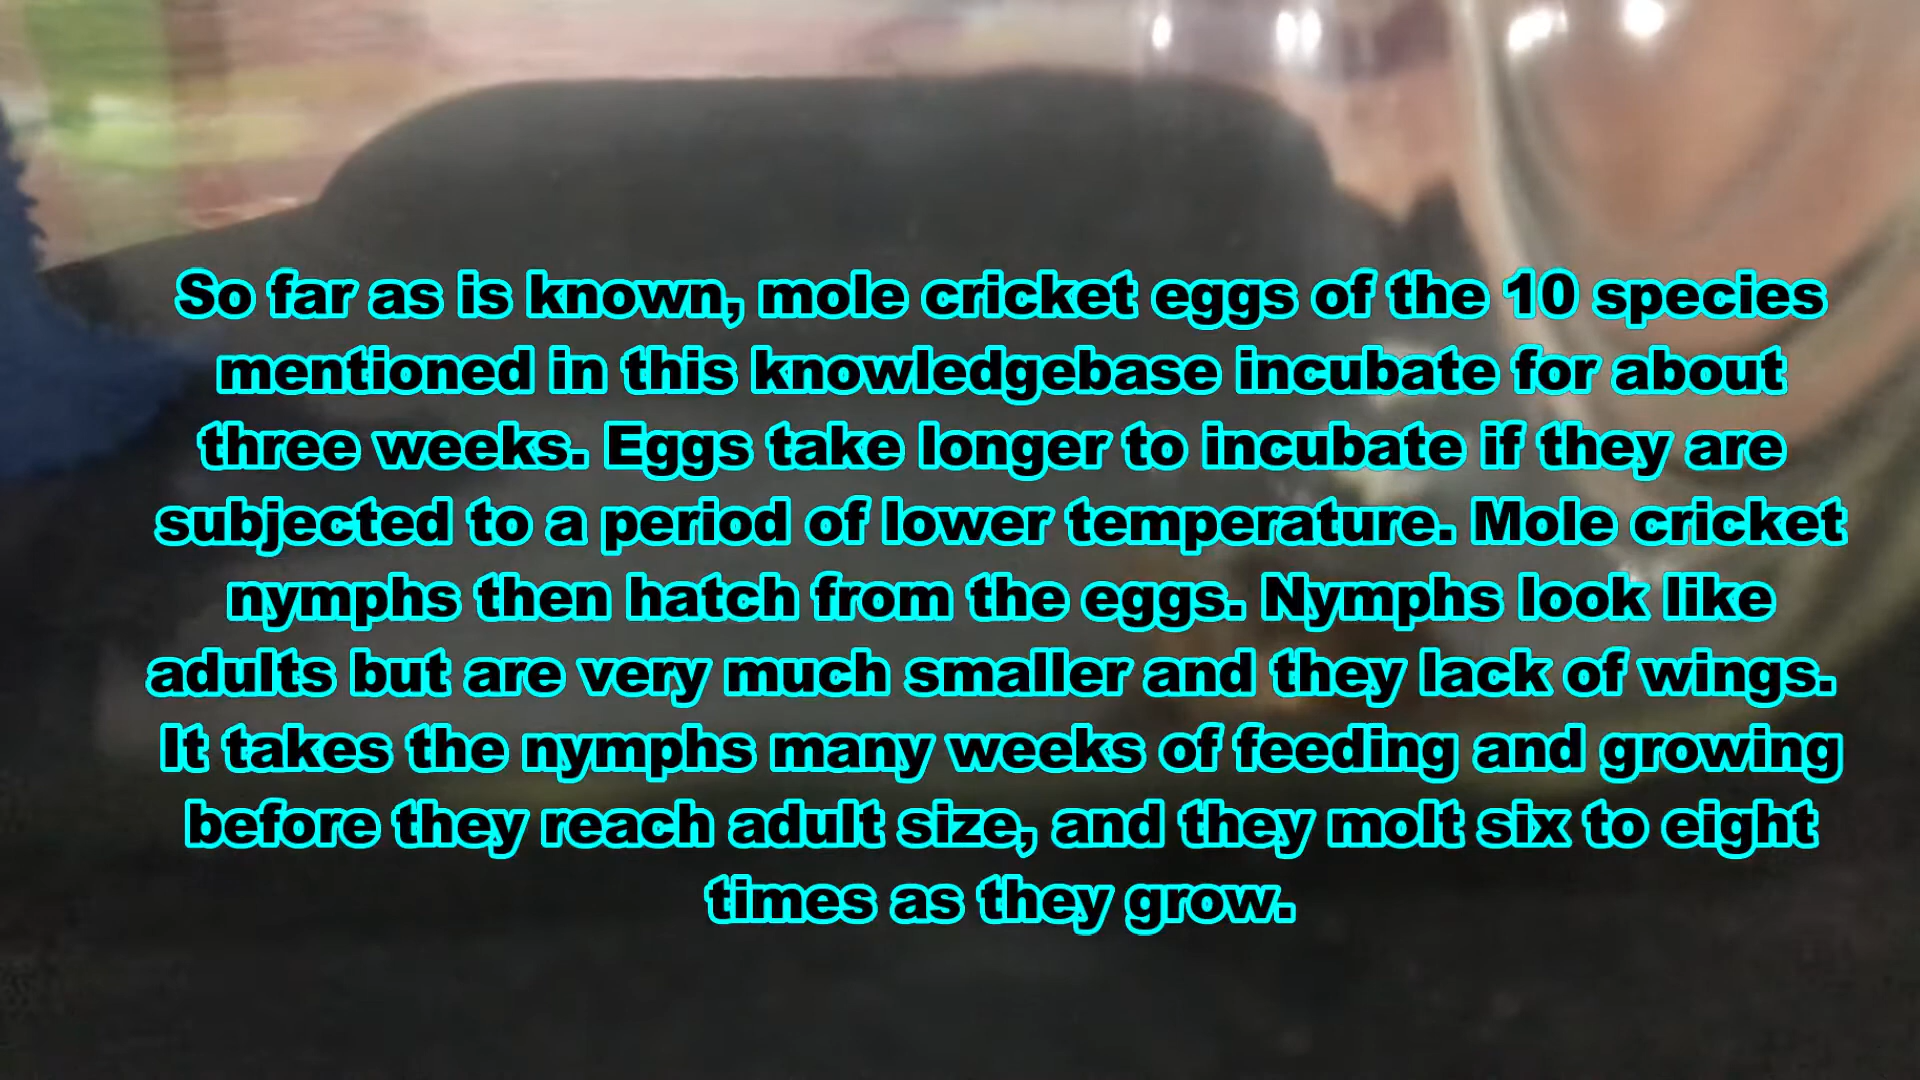 So far as is known, mole cricket eggs of the 10 species
mentioned in this knowledgebase incubate for about
three weeks. Eggs take longer to incubate if they are
subjected to a period of lower temperature. Mole cricket
nymphs then hatch from the eggs. Nymphs look like
adults but are very much smaller and they lack of wings.
It takes the nymphs many weeks of feeding and growing
before they reach adult size, and they molt six to eight
times as they grow.